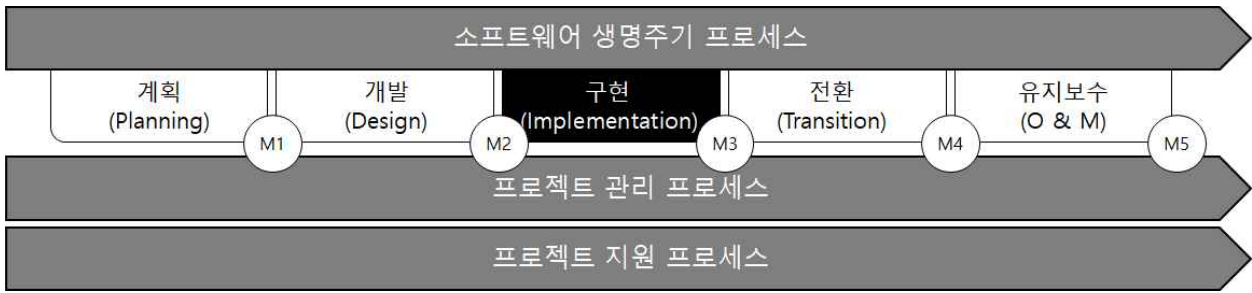 소프트웨어 생명주기 프로세스
계획
(Planning)
개발
(Design)
구현
(Implementation)
전환
(Transition)
유지보수
(O & M)
M1
M2
M3
M4
M5
프로젝트 관리 프로세스
프로젝트 지원 프로세스